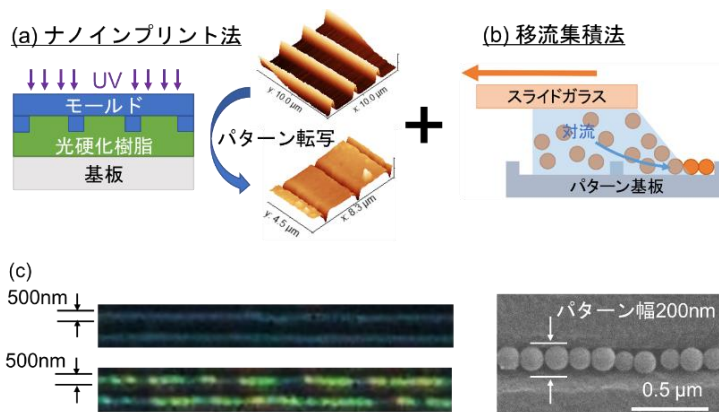 (a) ナノインプリント法
UV
モールド
光硬化樹脂
基板
パターン転写
y: 10.0 µm
x: 10.0 µm
y: 4.5 µm
x: 8.3 µm
+
(b) 移流集積法
スライドガラス
対流
パターン基板
(c)
500nm
500nm
パターン幅200nm
0.5 µm